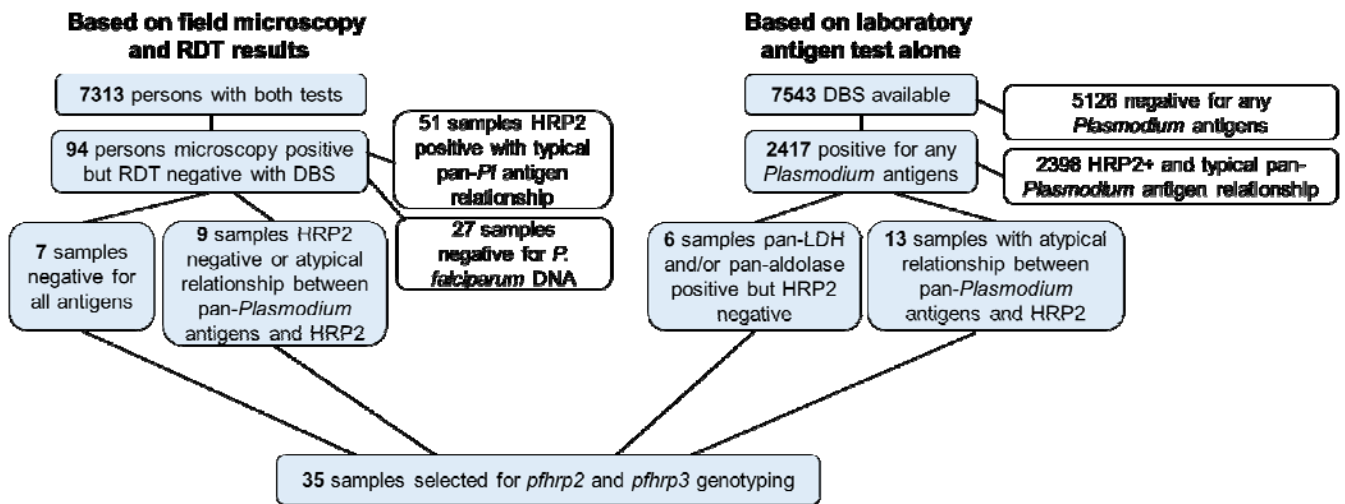 Based on field microscopy
and RDT results
7313 persons with both tests
94 persons microscopy positive
but RDT negative with DBS
51 samples HRP2
positive with typical
pan-Pf antigen
relationship
27 samples
negative for P.
falciparum DNA
7 samples
negative for
all antigens
9 samples HRP2
negative or atypical
relationship between
pan-Plasmodium
antigens and HRP2
Based on laboratory
antigen test alone
7543 DBS available
5126 negative for any
Plasmodium antigens
2417 positive for any
Plasmodium antigens
2398 HRP2+ and typical pan-
Plasmodium antigen relationship
6 samples pan-LDH
and/or pan-aldolase
positive but HRP2
negative
13 samples with atypical
relationship between
pan-Plasmodium
antigens and HRP2
35 samples selected for pfhrp2 and pfhrp3 genotyping